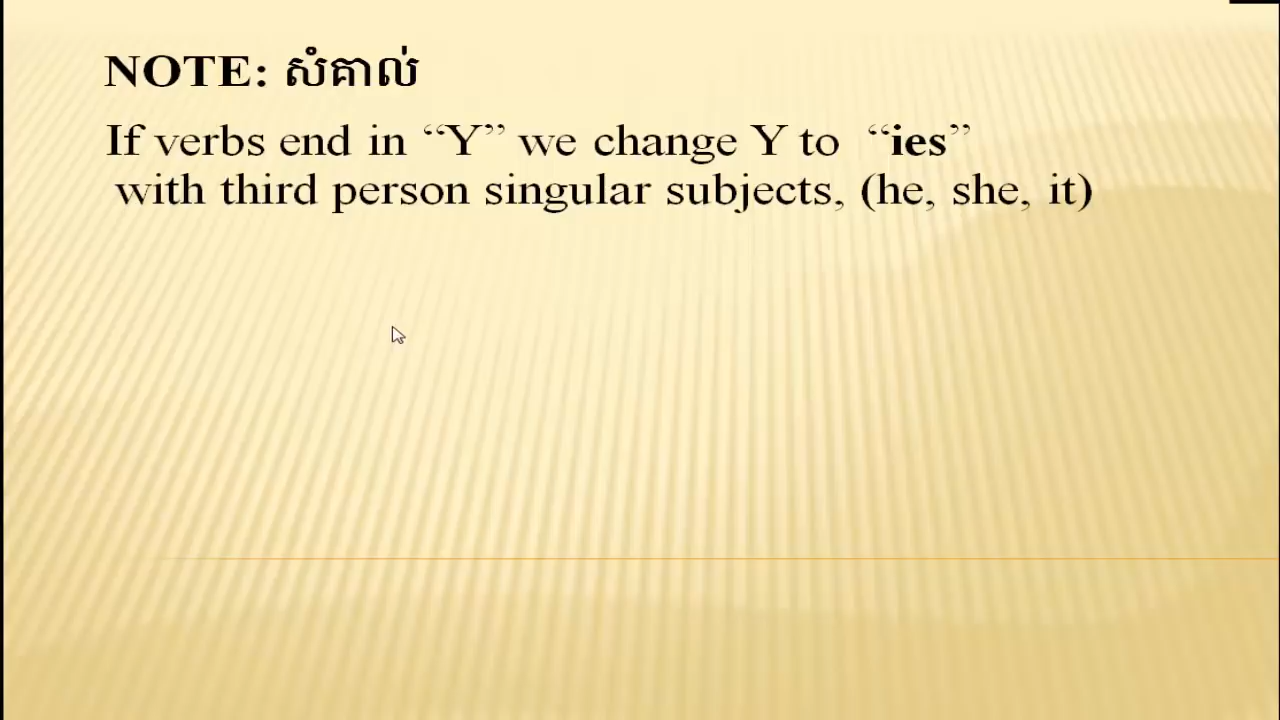 NOTE: សំគាល់
If verbs end in “Y” we change Y to “ies”
with third person singular subjects, (he, she, it)